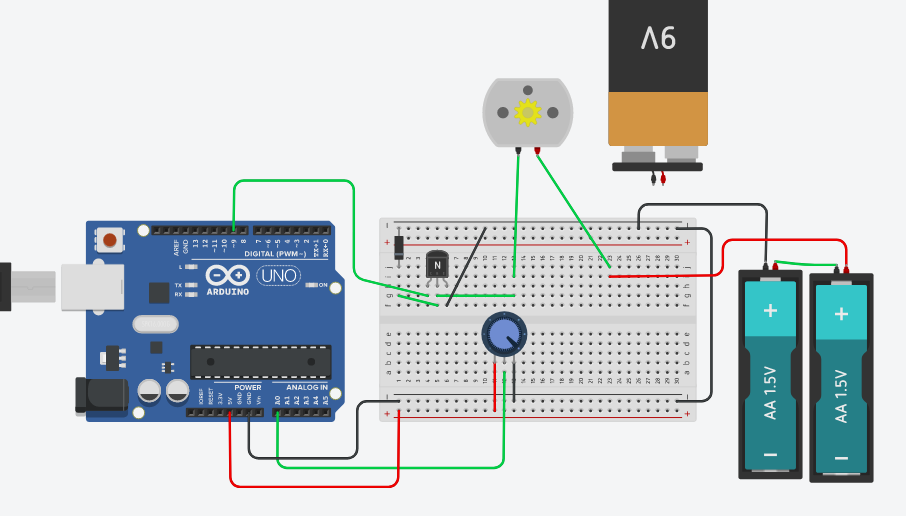 9V
N
AREF
GND
13
12
~11
~10
~9
8
7
~6
~5
4
~3
2
TX→1
RX←0
DIGITAL (PWM~)
L
TX
RX
ARDUINO
UNO
ON
POWER
ANALOG IN
IOREF
RESET
3.3V
5V
GND
GND
Vin
A0
A1
A2
A3
A4
A5
+
AA 1.5V
+
AA 1.5V